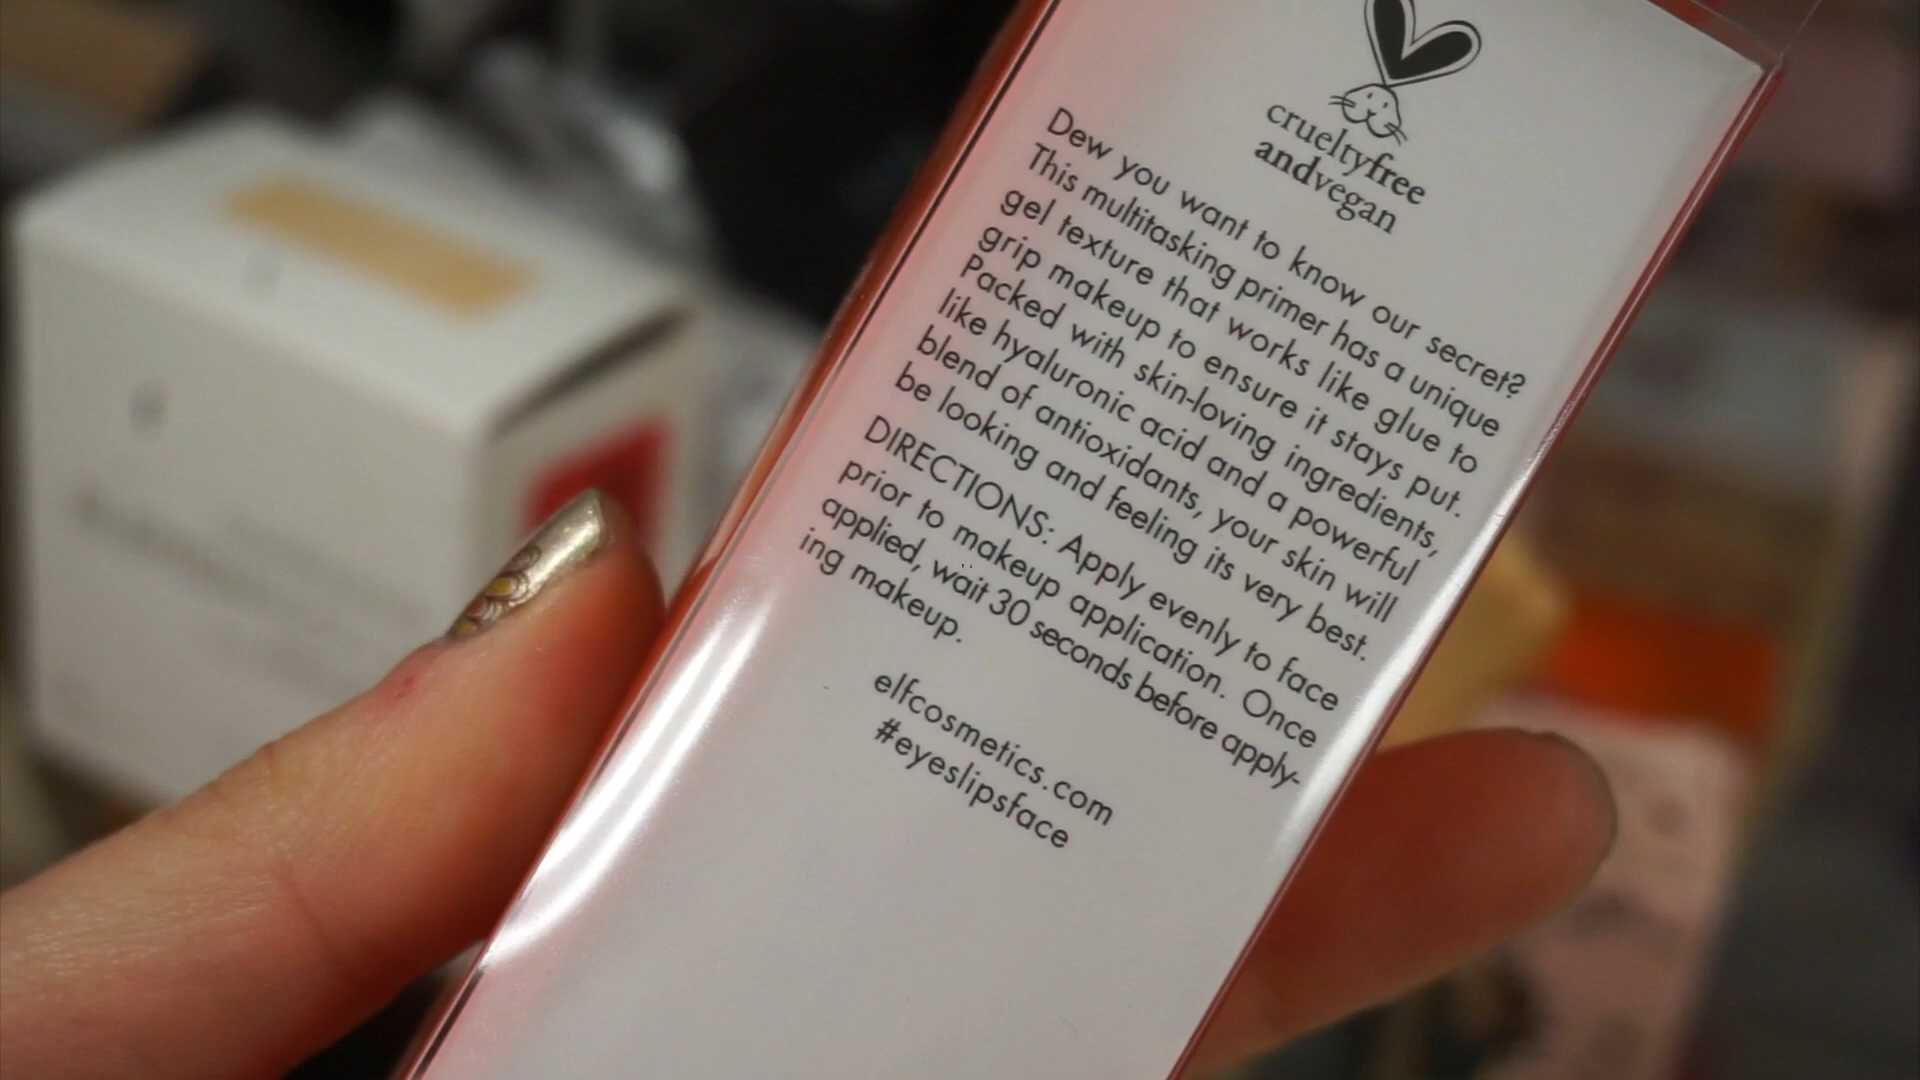 crueltyfree
andvegan
Dew you want to know our secret?
This multitasking primer has a unique
gel texture that works like glue to
grip makeup to ensure it stays put.
Packed with skin-loving ingredients,
like hyaluronic acid and a powerful
blend of antioxidants, your skin will
be looking and feeling its very best.
DIRECTIONS: Apply evenly to face
prior to makeup application. Once
applied, wait 30 seconds before apply-
ing makeup.
elfcosmetics.com
#eyeslipsface